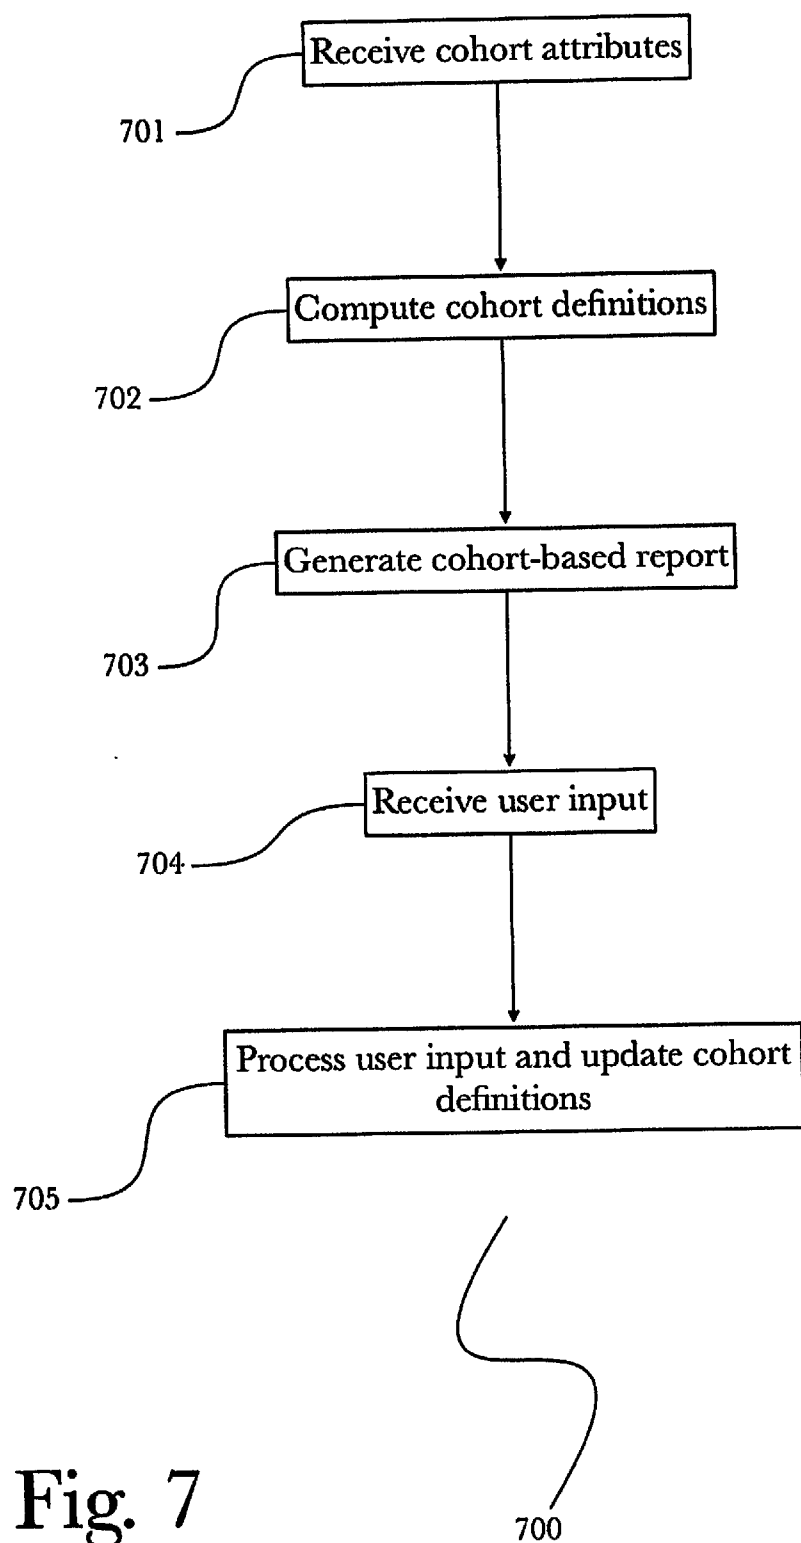 Receive cohort attributes
701
Compute cohort definitions
702
Generate cohort-based report
703
Receive user input
704
Process user input and update cohort
definitions
705
Fig. 7
700